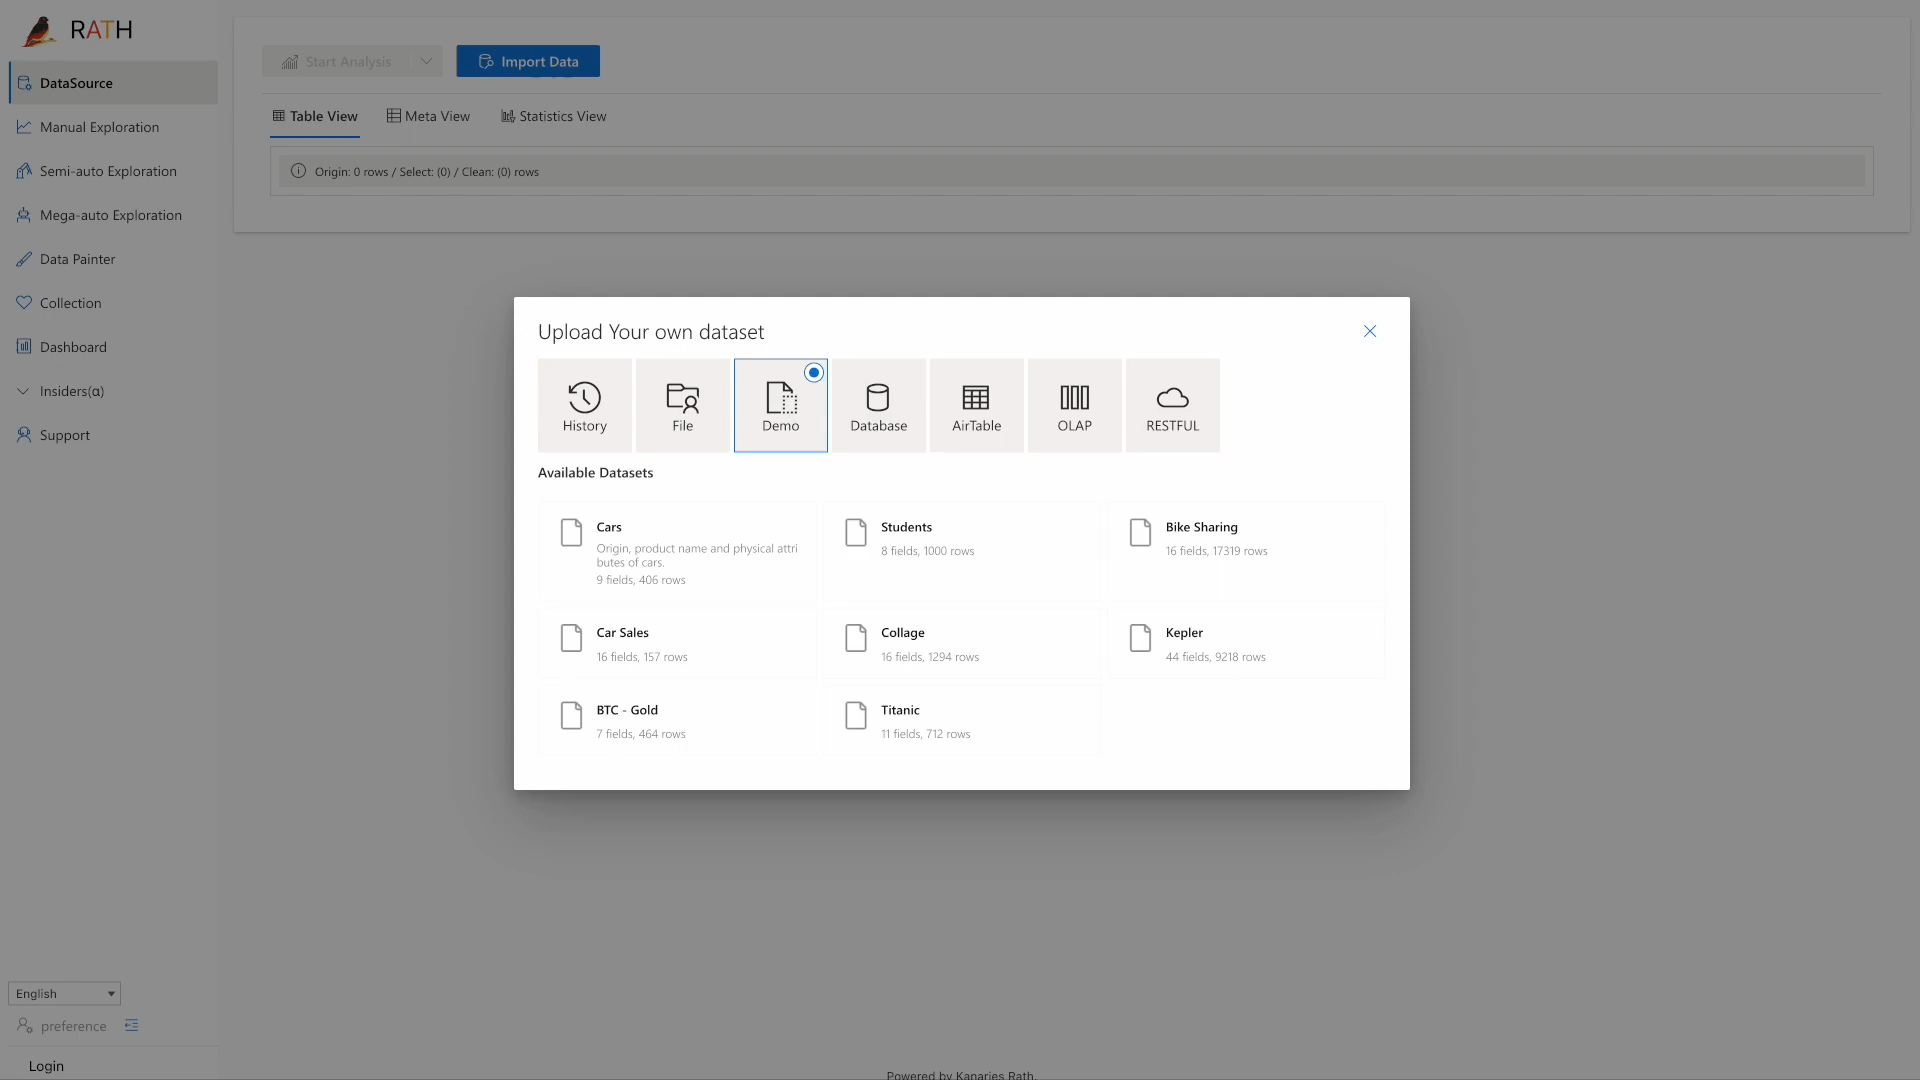 RATH
Start Analysis
Import Data
DataSource
Table View
Meta View
Statistics View
Manual Exploration
Origin: 0 rows / Select: (0) / Clean: (0) rows
Semi-auto Exploration
Mega-auto Exploration
Data Painter
Collection
Dashboard
Insiders(α)
Support
Upload Your own dataset
History
File
Demo
Database
AirTable
OLAP
RESTFUL
Available Datasets
Cars
Origin, product name and physical attri
butes of cars.
9 fields, 406 rows
Students
8 fields, 1000 rows
Bike Sharing
16 fields, 17319 rows
Car Sales
16 fields, 157 rows
Collage
16 fields, 1294 rows
Kepler
44 fields, 9218 rows
BTC - Gold
7 fields, 464 rows
Titanic
11 fields, 712 rows
English
preference
Login
Powered by Kanaries Rath.